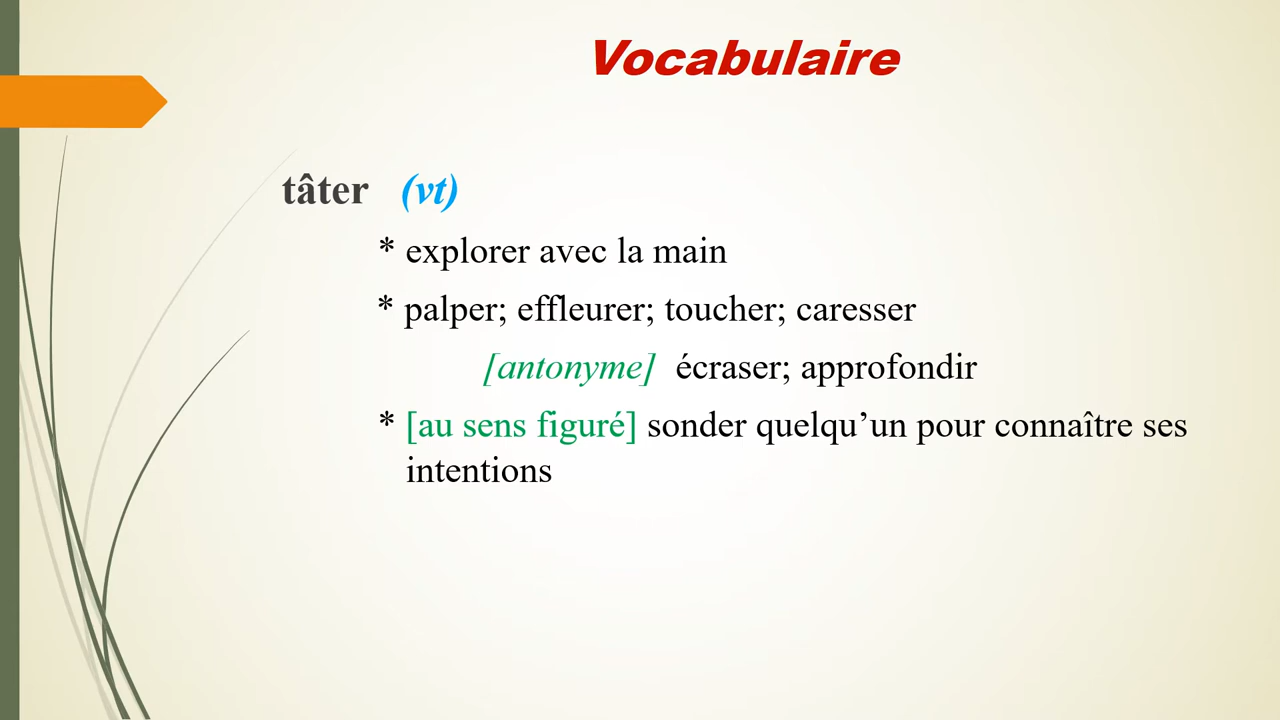 Vocabulaire
tâter (vt)
* explorer avec la main
* palper; effleurer; toucher; caresser
[antonyme] écraser; approfondir
* [au sens figuré] sonder quelqu’un pour connaître ses
intentions